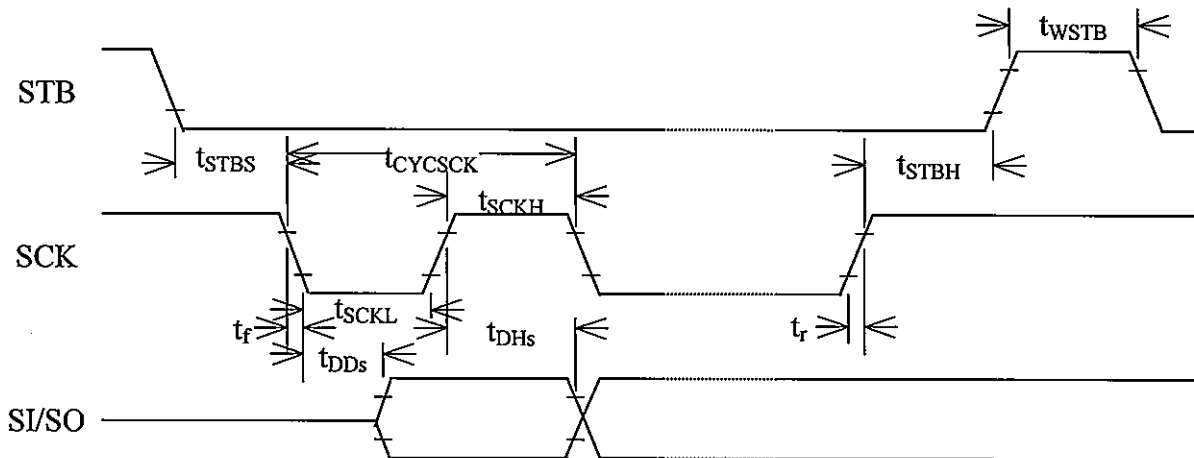 tWSTB
STB
tSTBS
tCYCSCK
tSTBH
tSCKH
SCK
tSCKL
tf
tDHs
tr
tDDs
SI/SO